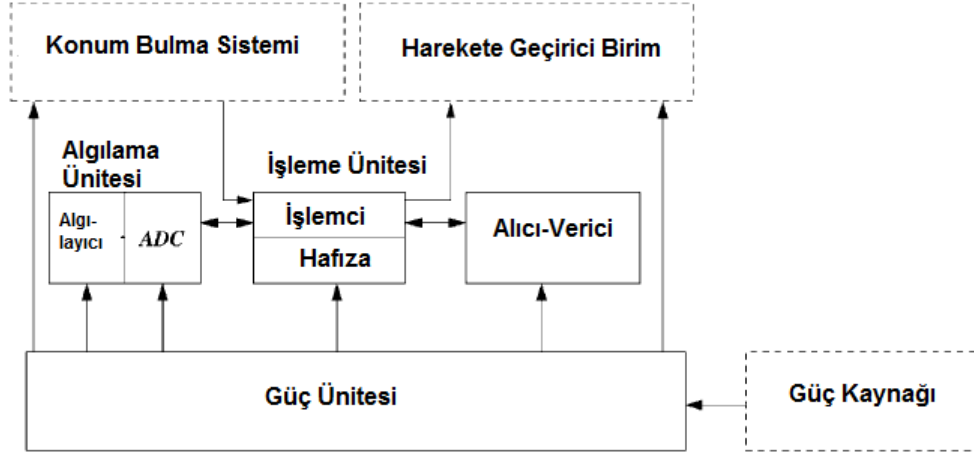 Konum Bulma Sistemi
Harekete Geçirici Birim
Algılama
Ünitesi
İşleme Ünitesi
Algı-
layıcı
ADC
İşlemci
Hafıza
Alıcı-Verici
Güç Ünitesi
Güç Kaynağı